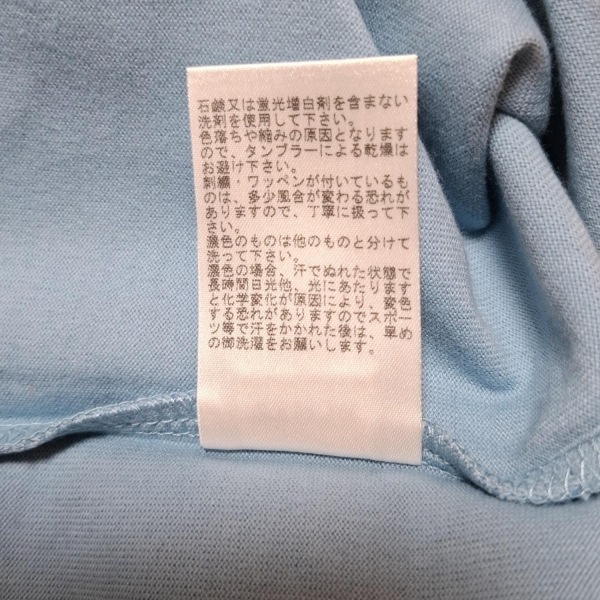 石鹸又は蛍光増白剤を含まない
洗剤を使用して下さい。
色落ちや縮みの原因となります
ので、タンブラーによる乾燥は
お避け下さい。
刺繍・ワッペンが付いているも
のは、多少風合が変わる恐れが
ありますので、丁寧に扱って下
さい。
濃色のものは他のものと分けて
洗って下さい。
濃色の場合、汗でぬれた状態で
長時間日光他、光にあたります
と化学変化が原因により、変色
する恐れがありますのでスポー
ツ等で汗をかかれた後は、早め
の御洗濯をお願いします。